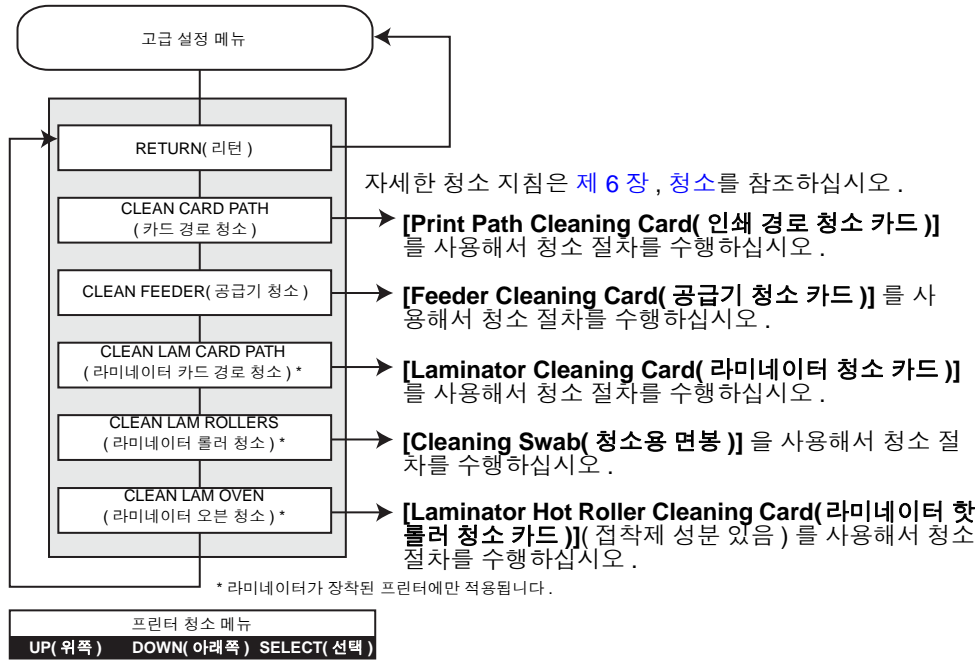 고급 설정 메뉴
RETURN( 리턴 )
자세한 청소 지침은 제 6 장 , 청소를 참조하십시오 .
CLEAN CARD PATH
( 카드 경로 청소 )
[Print Path Cleaning Card( 인쇄 경로 청소 카드 )]
를 사용해서 청소 절차를 수행하십시오 .
CLEAN FEEDER( 공급기 청소 )
[Feeder Cleaning Card( 공급기 청소 카드 )] 를 사
용해서 청소 절차를 수행하십시오 .
CLEAN LAM CARD PATH
( 라미네이터 카드 경로 청소 ) *
[Laminator Cleaning Card( 라미네이터 청소 카드 )]
를 사용해서 청소 절차를 수행하십시오 .
CLEAN LAM ROLLERS
( 라미네이터 롤러 청소 ) *
[Cleaning Swab( 청소용 면봉 )] 을 사용해서 청소 절
차를 수행하십시오 .
CLEAN LAM OVEN
( 라미네이터 오븐 청소 ) *
[Laminator Hot Roller Cleaning Card( 라미네이터 핫
롤러 청소 카드 )]( 접착제 성분 있음 ) 를 사용해서 청소
절차를 수행하십시오 .
* 라미네이터가 장착된 프린터에만 적용됩니다 .
프린터 청소 메뉴
UP( 위쪽 ) DOWN( 아래쪽 ) SELECT( 선택 )